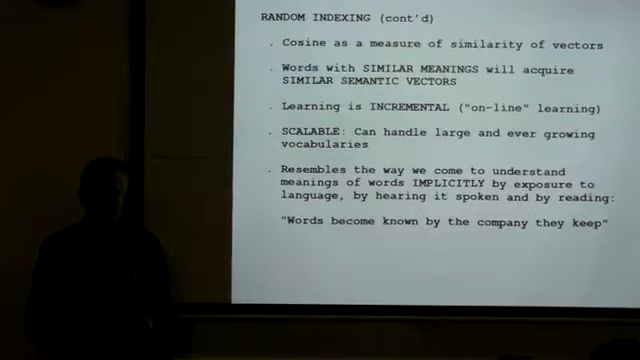 RANDOM INDEXING (cont'd)
. Cosine as a measure of similarity of vectors
. Words with SIMILAR MEANINGS will acquire
SIMILAR SEMANTIC VECTORS
. Learning is INCREMENTAL ("on-line" learning)
. SCALABLE: Can handle large and ever growing
vocabularies
. Resembles the way we come to understand
meanings of words IMPLICITLY by exposure to
language, by hearing it spoken and by reading:
"Words become known by the company they keep"